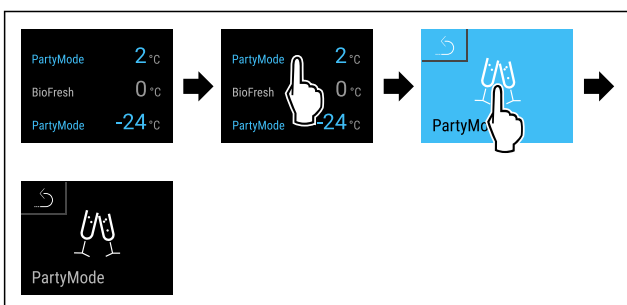 PartyMode 2 °C
BioFresh 0 °C
PartyMode -24 °C
PartyMode 2 °C
BioFresh 0 °C
PartyMode -24 °C
PartyMo
PartyMode